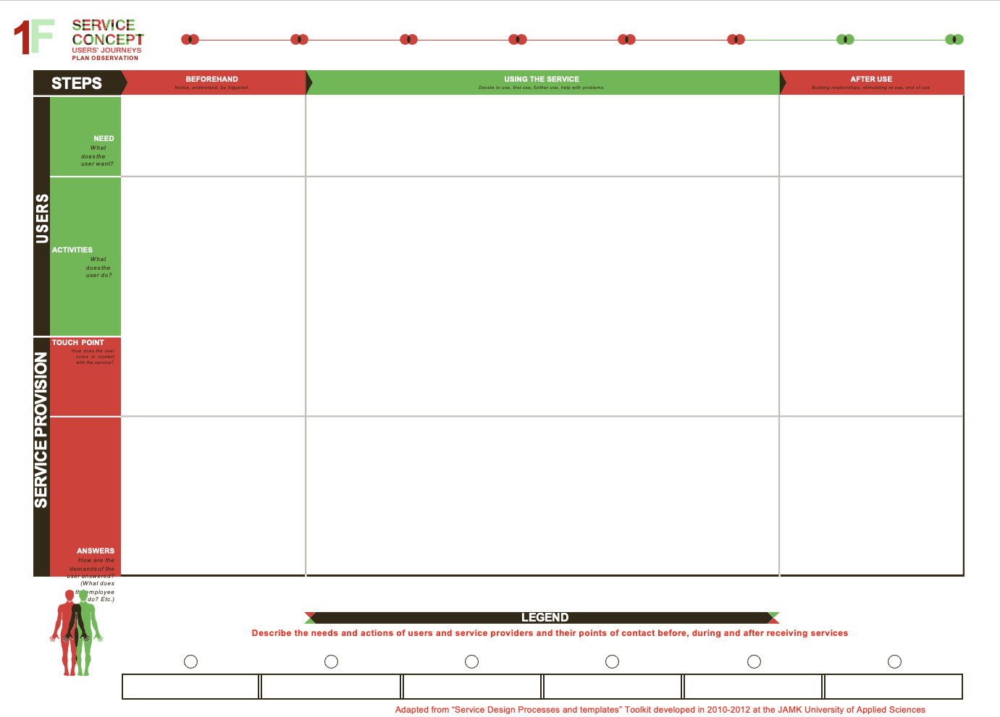 1F
SERVICE
CONCEPT
USERS' JOURNEYS
PLAN OBSERVATION
STEPS
BEFOREHAND
Notice, understand, be triggered.
USING THE SERVICE
Decide to use, first use, further use, help with problems.
AFTER USE
Building relationships, stimulating re-use, end of use.
USERS
NEED
What
does the
user want?
ACTIVITIES
What
does the
user do?
SERVICE PROVISION
TOUCH POINT
How does the user
come in contact
with the service?
ANSWERS
How are the
demands of the
user answered?
(What does
the employee
do? Etc.)
LEGEND
Describe the needs and actions of users and service providers and their points of contact before, during and after receiving services
Adapted from “Service Design Processes and templates” Toolkit developed in 2010-2012 at the JAMK University of Applied Sciences